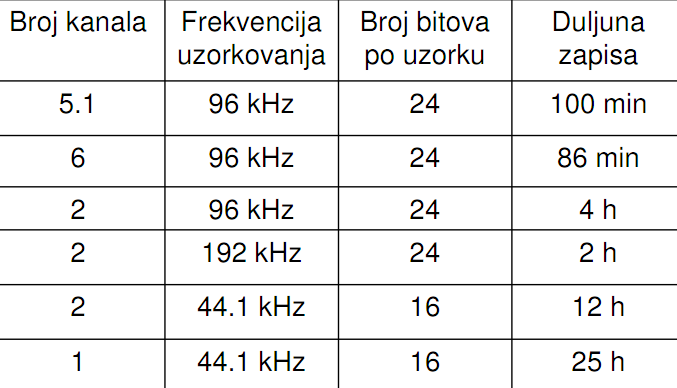 Broj kanala Frekvencija uzorkovanja Broj bitova po uzorku Duljuna zapisa
5.1 96 kHz 24 100 min
6 96 kHz 24 86 min
2 96 kHz 24 4 h
2 192 kHz 24 2 h
2 44.1 kHz 16 12 h
1 44.1 kHz 16 25 h